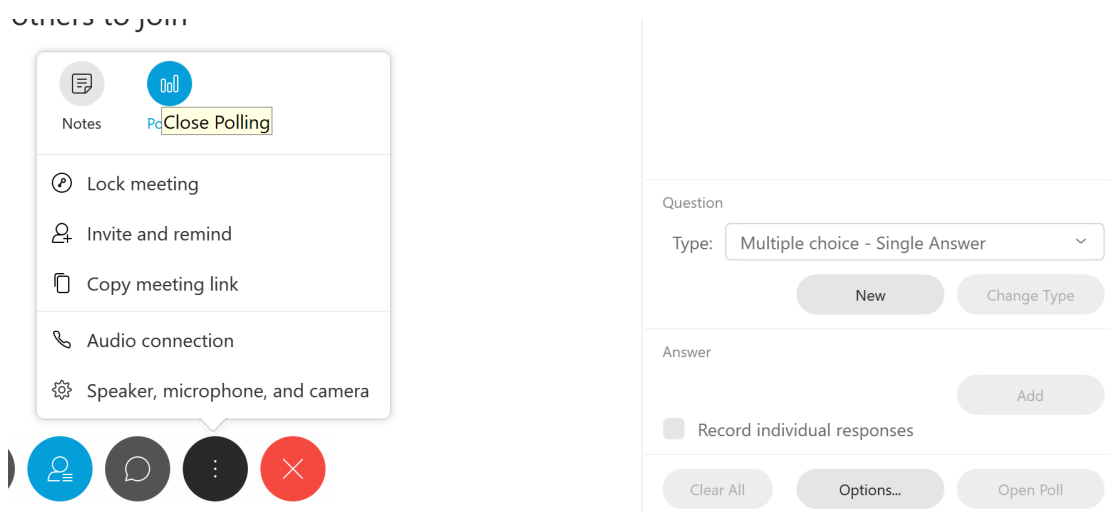 others to join
Notes
Po
Close Polling
Lock meeting
Invite and remind
Copy meeting link
Audio connection
Speaker, microphone, and camera
Question
Type:
Multiple choice - Single Answer
New
Change Type
Answer
Add
Record individual responses
Clear All
Options...
Open Poll